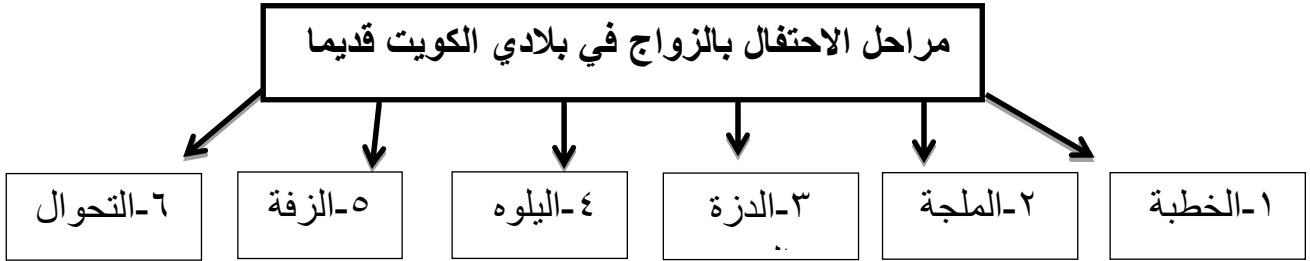 مراحل الاحتفال بالزواج في بلادي الكويت قديما
١-الخطبة
٢-الملجة
٣-الدزة
٤-اليلوه
٥-الزفة
٦-التحوال